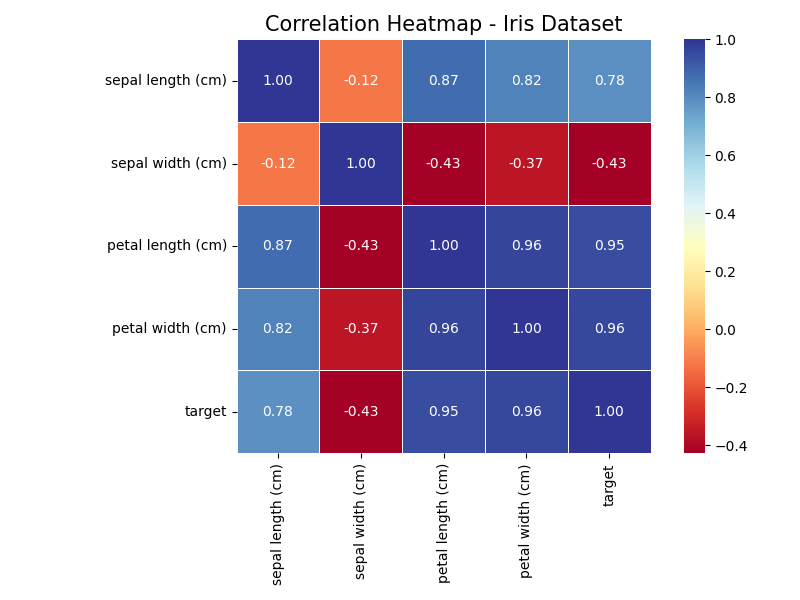 Correlation Heatmap - Iris Dataset
sepal length (cm) 1.00 -0.12 0.87 0.82 0.78
sepal width (cm) -0.12 1.00 -0.43 -0.37 -0.43
petal length (cm) 0.87 -0.43 1.00 0.96 0.95
petal width (cm) 0.82 -0.37 0.96 1.00 0.96
target 0.78 -0.43 0.95 0.96 1.00
sepal length (cm)
sepal width (cm)
petal length (cm)
petal width (cm)
target
1.0
0.8
0.6
0.4
0.2
0.0
−0.2
−0.4